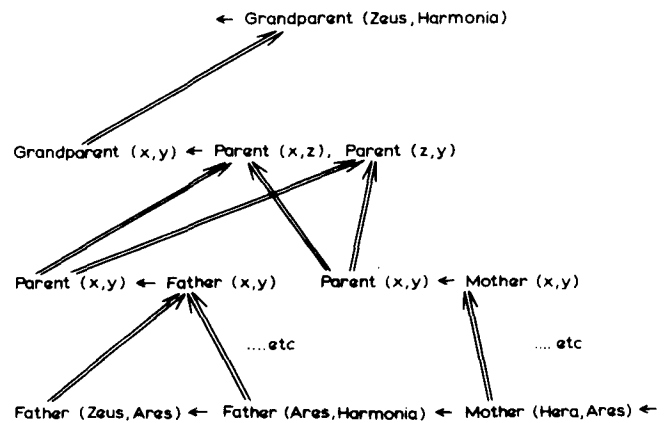 ← Grandparent (Zeus, Harmonia)
Grandparent (x,y) ← Parent (x,z), Parent (z,y)
Parent (x,y) ← Father (x,y) Parent (x,y) ← Mother (x,y)
....etc ....etc
Father (Zeus, Ares) ← Father (Ares, Harmonia) ← Mother (Hera, Ares) ←